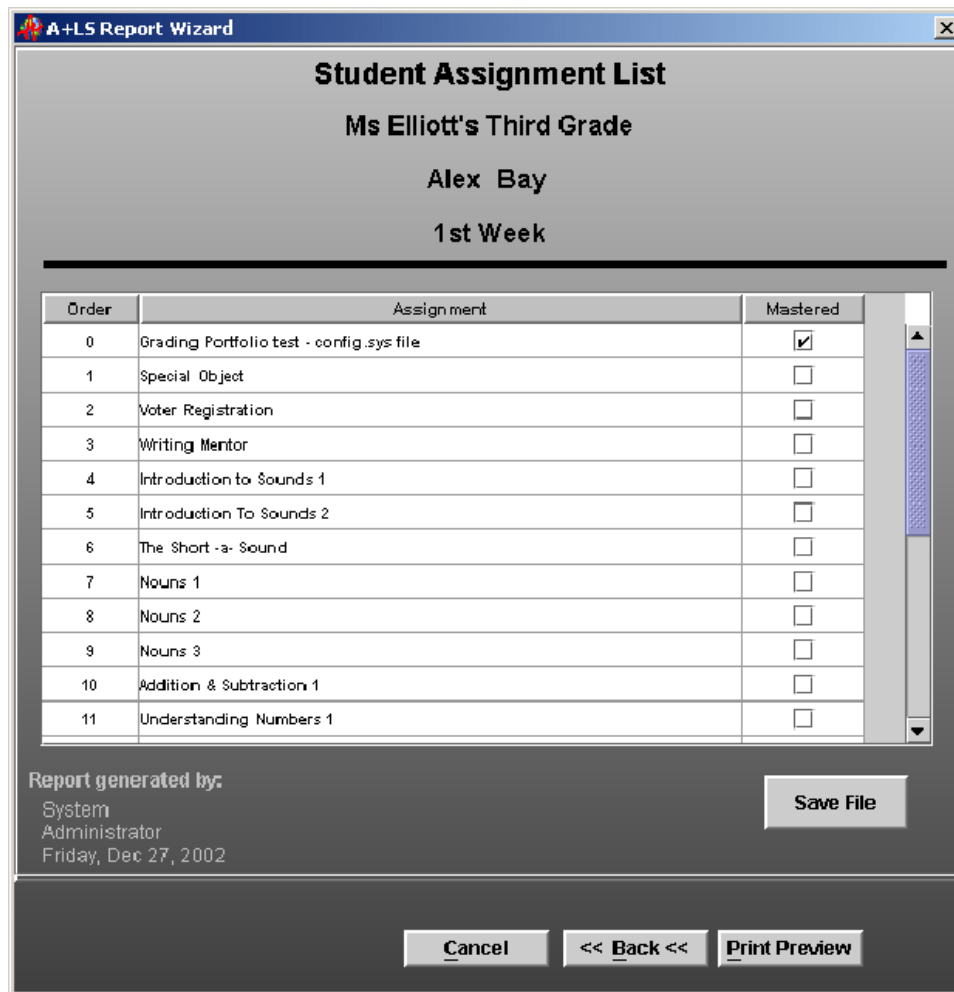 A+LS Report Wizard
Student Assignment List
Ms Elliott's Third Grade
Alex Bay
1st Week
Order Assignment Mastered
0 Grading Portfolio test - config.sys file
1 Special Object
2 Voter Registration
3 Writing Mentor
4 Introduction to Sounds 1
5 Introduction To Sounds 2
6 The Short -a- Sound
7 Nouns 1
8 Nouns 2
9 Nouns 3
10 Addition & Subtraction 1
11 Understanding Numbers 1
Report generated by:
System
Administrator
Friday, Dec 27, 2002
Save File
Cancel << Back << Print Preview